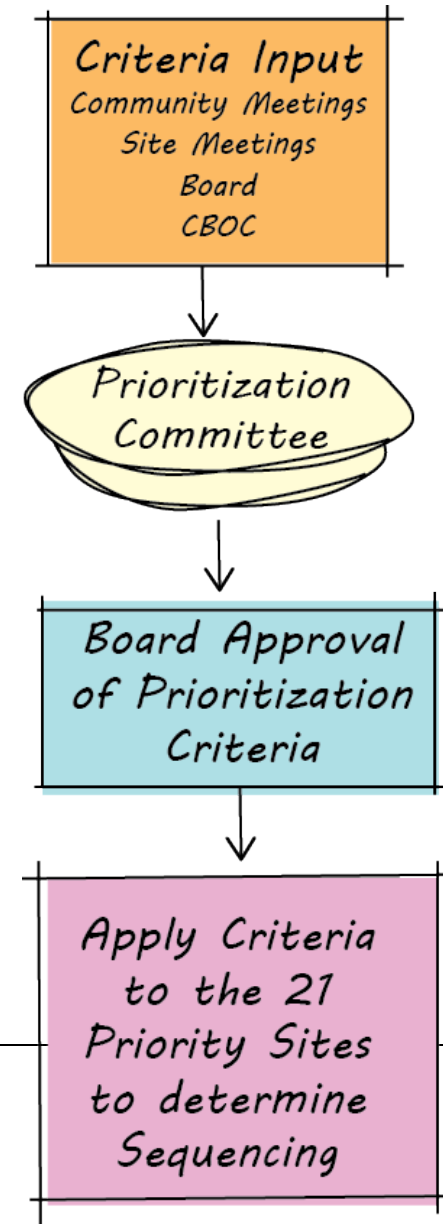 Criteria Input
Community Meetings
Site Meetings
Board
CBOC
Prioritization
Committee
Board Approval
of Prioritization
Criteria
Apply Criteria
to the 21
Priority Sites
to determine
Sequencing